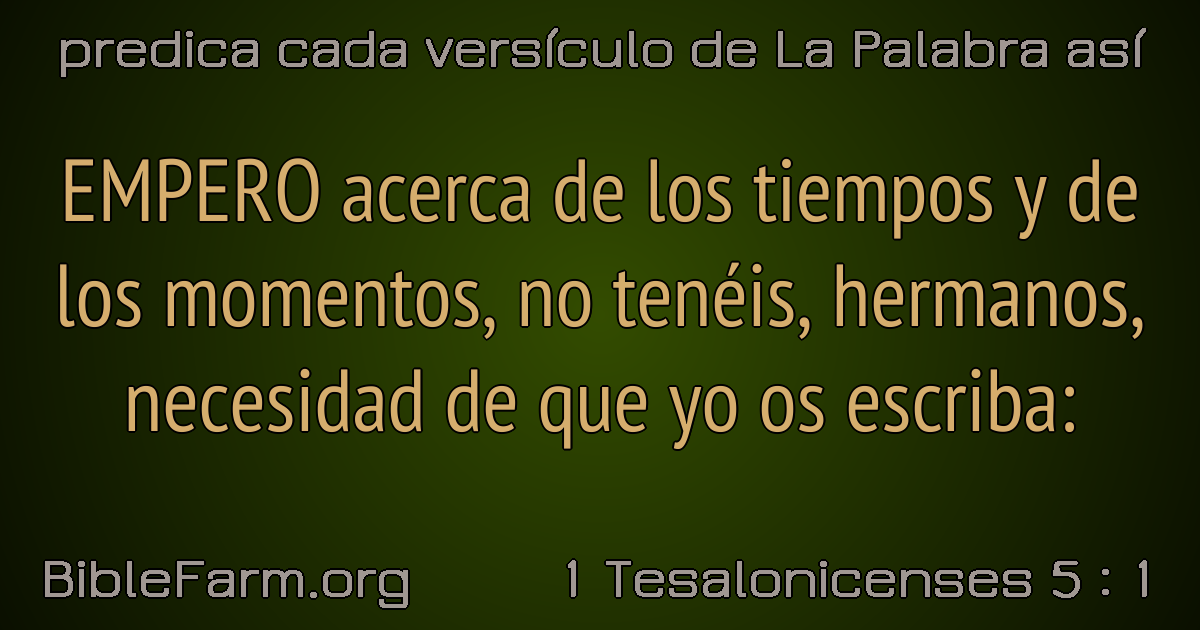 predica cada versículo de La Palabra así
EMPERO acerca de los tiempos y de
los momentos, no tenéis, hermanos,
necesidad de que yo os escriba:
BibleFarm.org 1 Tesalonicenses 5 : 1